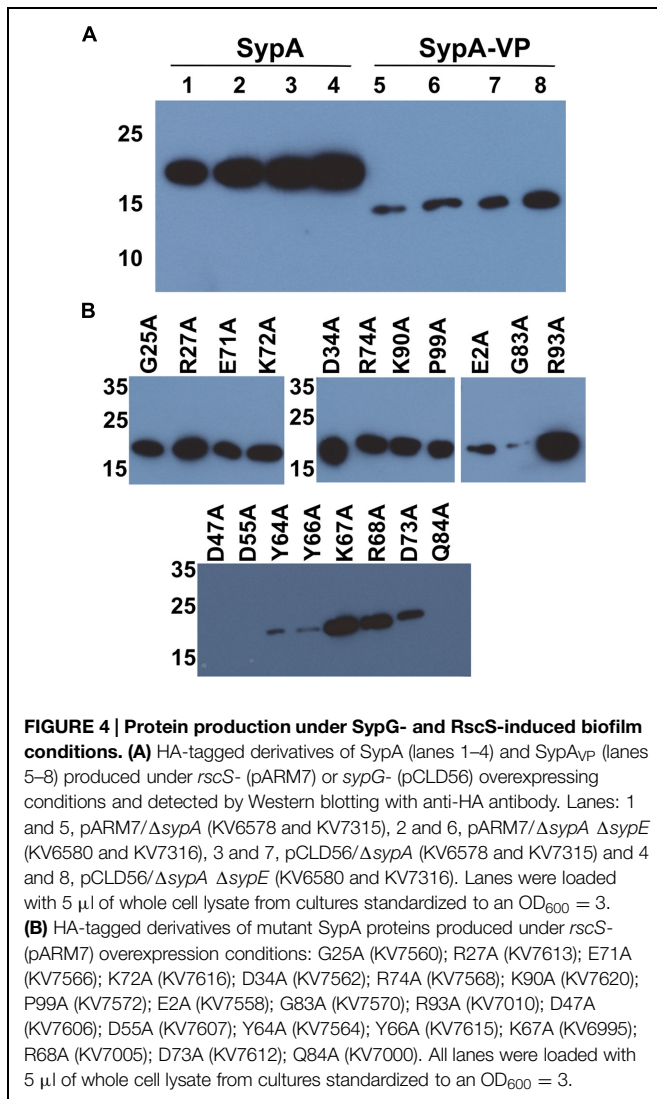 A
SypA SypA-VP
1 2 3 4 5 6 7 8
25
15
10
B
G25A R27A E71A K72A D34A R74A K90A P99A E2A G83A R93A
35 35
25 25
15 15
D47A D55A Y64A Y66A K67A R68A D73A Q84A
35
25
15
FIGURE 4 | Protein production under SypG- and RscS-induced biofilm
conditions. (A) HA-tagged derivatives of SypA (lanes 1–4) and SypAVP (lanes
5–8) produced under rscS- (pARM7) or sypG- (pCLD56) overexpressing
conditions and detected by Western blotting with anti-HA antibody. Lanes: 1
and 5, pARM7/ΔsypA (KV6578 and KV7315), 2 and 6, pARM7/ΔsypA ΔsypE
(KV6580 and KV7316), 3 and 7, pCLD56/ΔsypA (KV6578 and KV7315) and 4
and 8, pCLD56/ΔsypA ΔsypE (KV6580 and KV7316). Lanes were loaded
with 5 μl of whole cell lysate from cultures standardized to an OD600 = 3.
(B) HA-tagged derivatives of mutant SypA proteins produced under rscS-
(pARM7) overexpression conditions: G25A (KV7560); R27A (KV7613); E71A
(KV7566); K72A (KV7616); D34A (KV7562); R74A (KV7568); K90A (KV7620);
P99A (KV7572); E2A (KV7558); G83A (KV7570); R93A (KV7010); D47A
(KV7606); D55A (KV7607); Y64A (KV7564); Y66A (KV7615); K67A (KV6995);
R68A (KV7005); D73A (KV7612); Q84A (KV7000). All lanes were loaded with
5 μl of whole cell lysate from cultures standardized to an OD600 = 3.